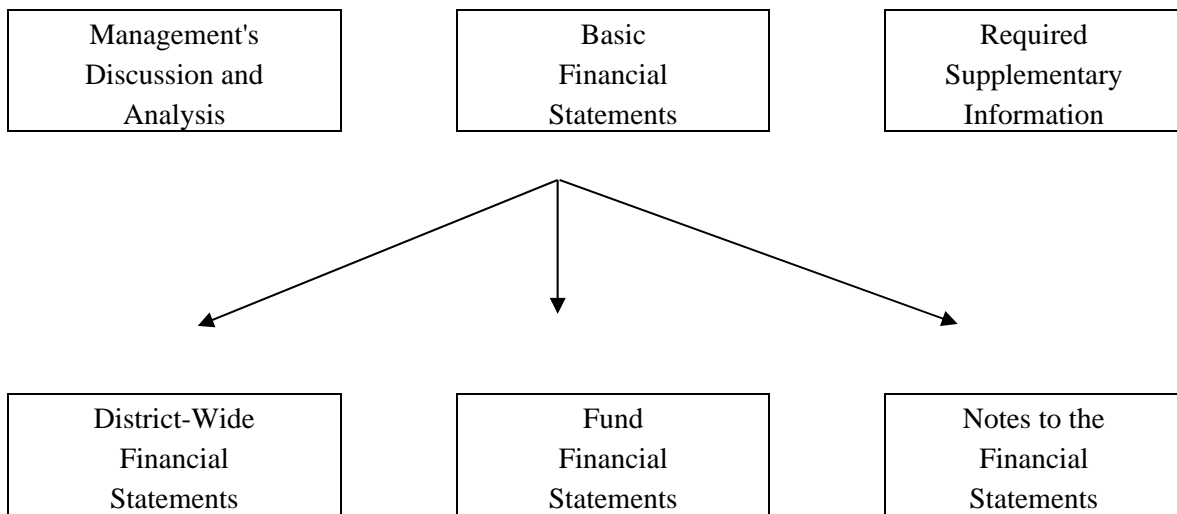 Management's
Discussion and
Analysis
Basic
Financial
Statements
Required
Supplementary
Information
District-Wide
Financial
Statements
Fund
Financial
Statements
Notes to the
Financial
Statements